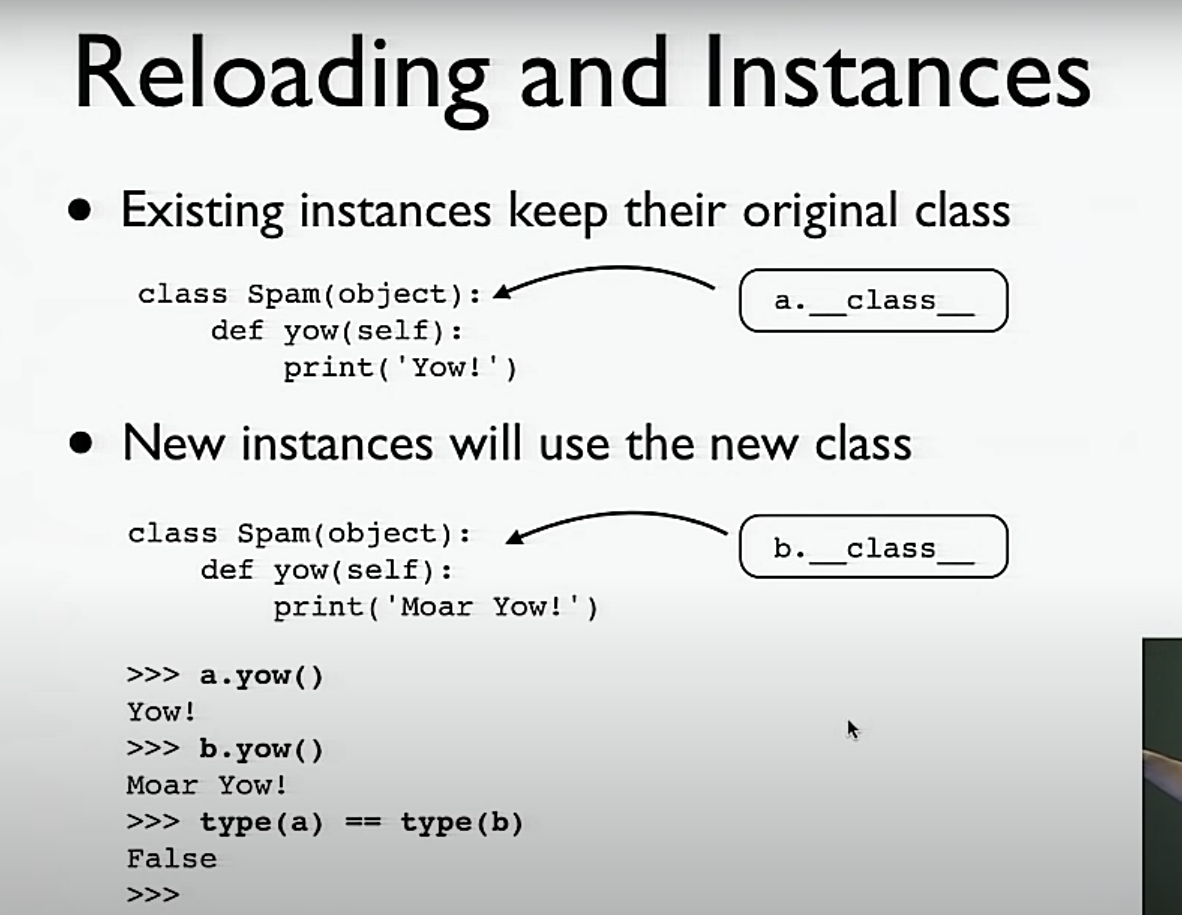 Reloading and Instances
• Existing instances keep their original class
class Spam(object):
    def yow(self):
        print('Yow!')
a.__class__
• New instances will use the new class
class Spam(object):
    def yow(self):
        print('Moar Yow!')
b.__class__
>>> a.yow()
Yow!
>>> b.yow()
Moar Yow!
>>> type(a) == type(b)
False
>>>